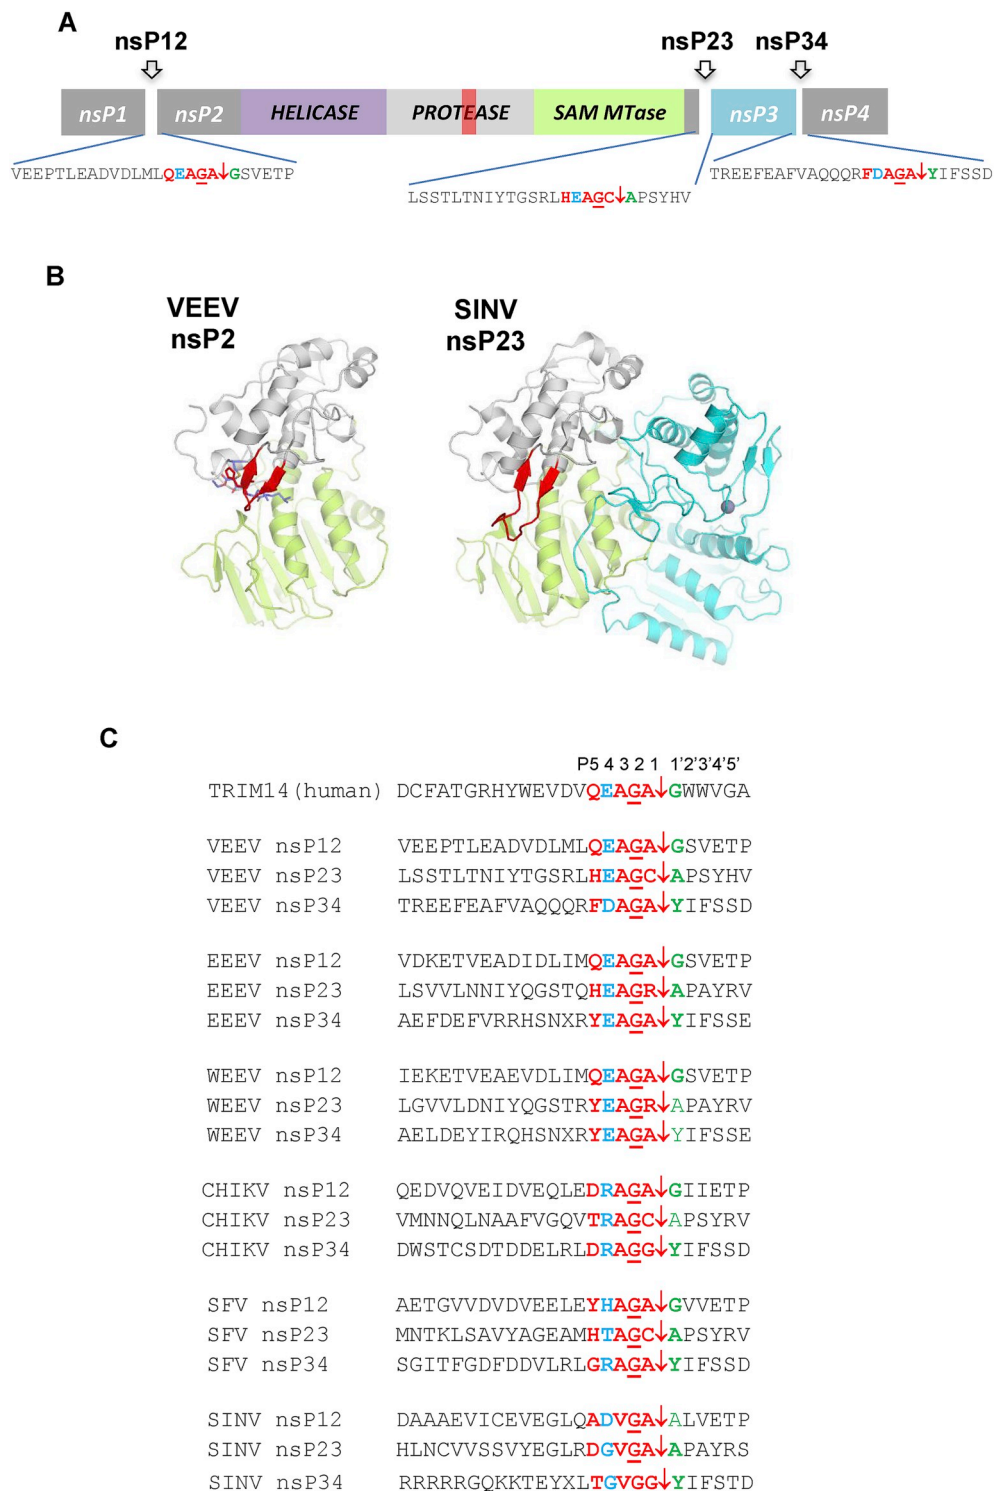 A
nsP12 nsP23 nsP34
nsP1 nsP2 HELICASE PROTEASE SAM MTase nsP3 nsP4
VEEPTLEADVDLMLQEAGA↓GSVETP
LSSTLTNIYTGSRLHEAGC↓APSYHV
TREEFEAFVAQQQRFDAGA↓YIFSSD
B
VEEV
nsP2
SINV
nsP23
C
P5 4 3 2 1 1'2'3'4'5'
TRIM14(human) DCFATGRHYWEVDVQEAGA↓GWWVGA
VEEV nsP12 VEEPTLEADVDLMLQEAGA↓GSVETP
VEEV nsP23 LSSTLTNIYTGSRLHEAGC↓APSYHV
VEEV nsP34 TREEFEAFVAQQQRFDAGA↓YIFSSD
EEEV nsP12 VDKETVEADIDLIMQEAGA↓GSVETP
EEEV nsP23 LSVVLNNIYQGSTQHEAGR↓APAYRV
EEEV nsP34 AEFDEFVRRHSNXRYEAGA↓YIFSSE
WEEV nsP12 IEKETVEAEVDLIMQEAGA↓GSVETP
WEEV nsP23 LGVVLDNIYQGSTRYEAGR↓APAYRV
WEEV nsP34 AELDEYIRQHSNXRYEAGA↓YIFSSE
CHIKV nsP12 QEDVQVEIDVEQLEDRAGA↓GIIETP
CHIKV nsP23 VMNNQLNAAFVGQVTRAGC↓APSYRV
CHIKV nsP34 DWSTCSDTDDELRLDRAGG↓YIFSSD
SFV nsP12 AETGVVDVDVEELEYHAGA↓GVVETP
SFV nsP23 MNTKLSAVYAGEAMHTAGC↓APSYRV
SFV nsP34 SGITFGDFDDVLRLGRAGA↓YIFSSD
SINV nsP12 DAAAEVICEVEGLQADVGA↓ALVETP
SINV nsP23 HLNCVVSSVYEGLRDGVGA↓APAYRS
SINV nsP34 RRRRRGQKKTEYXLTGVGG↓YIFSTD